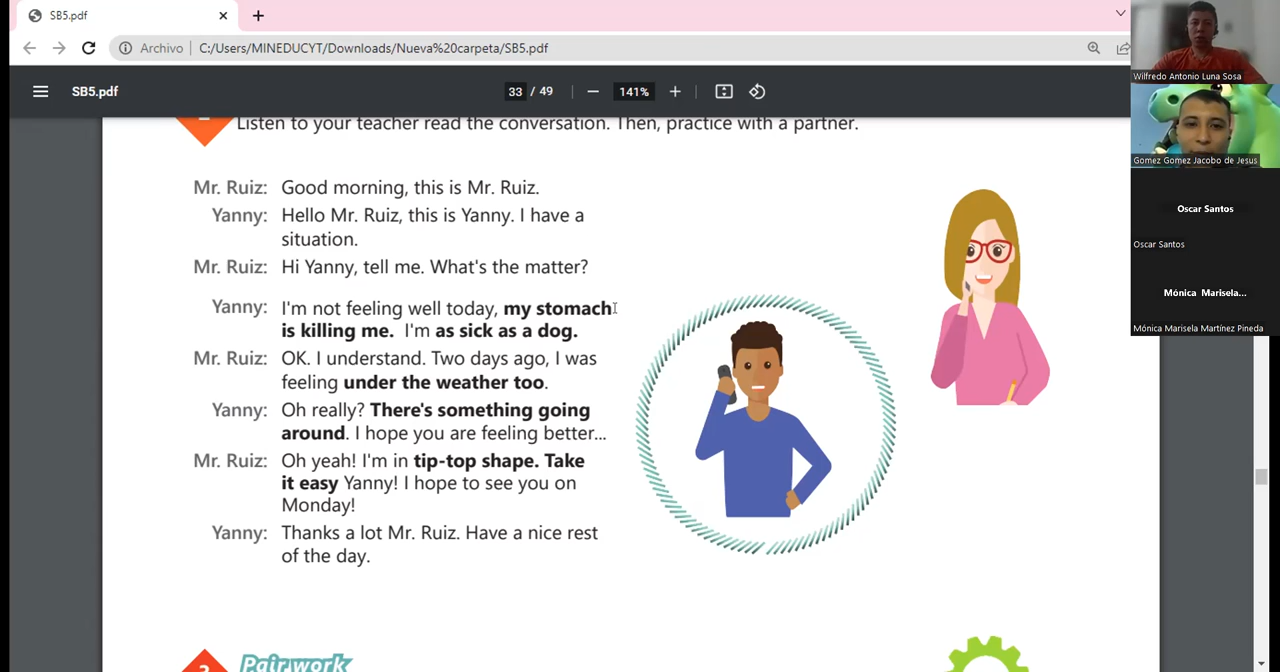 SB5.pdf
Archivo C:/Users/MINEDUCYT/Downloads/Nueva%20carpeta/SB5.pdf
SB5.pdf
33 / 49
141%
Listen to your teacher read the conversation. Then, practice with a partner.
Mr. Ruiz: Good morning, this is Mr. Ruiz.
Yanny: Hello Mr. Ruiz, this is Yanny. I have a
situation.
Mr. Ruiz: Hi Yanny, tell me. What's the matter?
Yanny: I'm not feeling well today, my stomach
is killing me. I'm as sick as a dog.
Mr. Ruiz: OK. I understand. Two days ago, I was
feeling under the weather too.
Yanny: Oh really? There's something going
around. I hope you are feeling better...
Mr. Ruiz: Oh yeah! I'm in tip-top shape. Take
it easy Yanny! I hope to see you on
Monday!
Yanny: Thanks a lot Mr. Ruiz. Have a nice rest
of the day.
Pair work
Wilfredo Antonio Luna Sosa
Gomez Gomez Jacobo de Jesus
Oscar Santos
Oscar Santos
Mónica Marisela...
Mónica Marisela Martínez Pineda